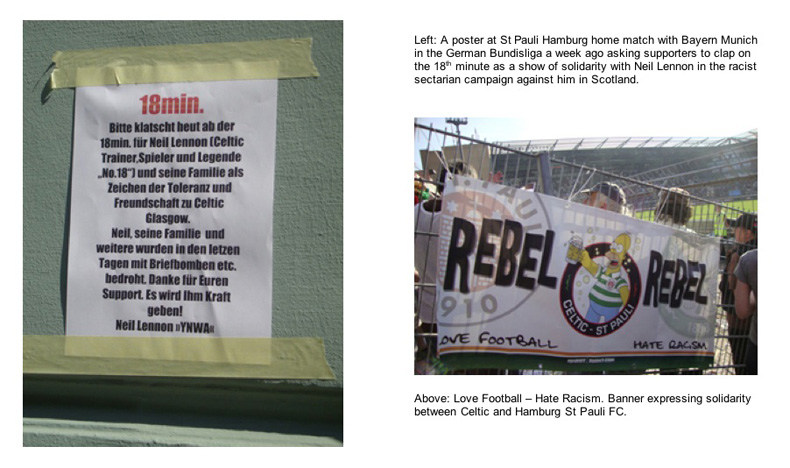 18min.
Bitte klatscht heut ab der
18min. für Neil Lennon (Celtic
Trainer,Spieler und Legende
„No.18“) und seine Familie als
Zeichen der Toleranz und
Freundschaft zu Celtic
Glasgow.
Neil, seine Familie und
weitere wurden in den letzen
Tagen mit Briefbomben etc.
bedroht. Danke für Euren
Support. Es wird Ihm Kraft
geben!
Neil Lennon »YNWA«
Left: A poster at St Pauli Hamburg home match with Bayern Munich
in the German Bundisliga a week ago asking supporters to clap on
the 18th minute as a show of solidarity with Neil Lennon in the racist
sectarian campaign against him in Scotland.
REBEL
REBEL
CELTIC - ST PAULI
1910
OVE FOOTBALL
HATE RACISM
Above: Love Football – Hate Racism. Banner expressing solidarity
between Celtic and Hamburg St Pauli FC.